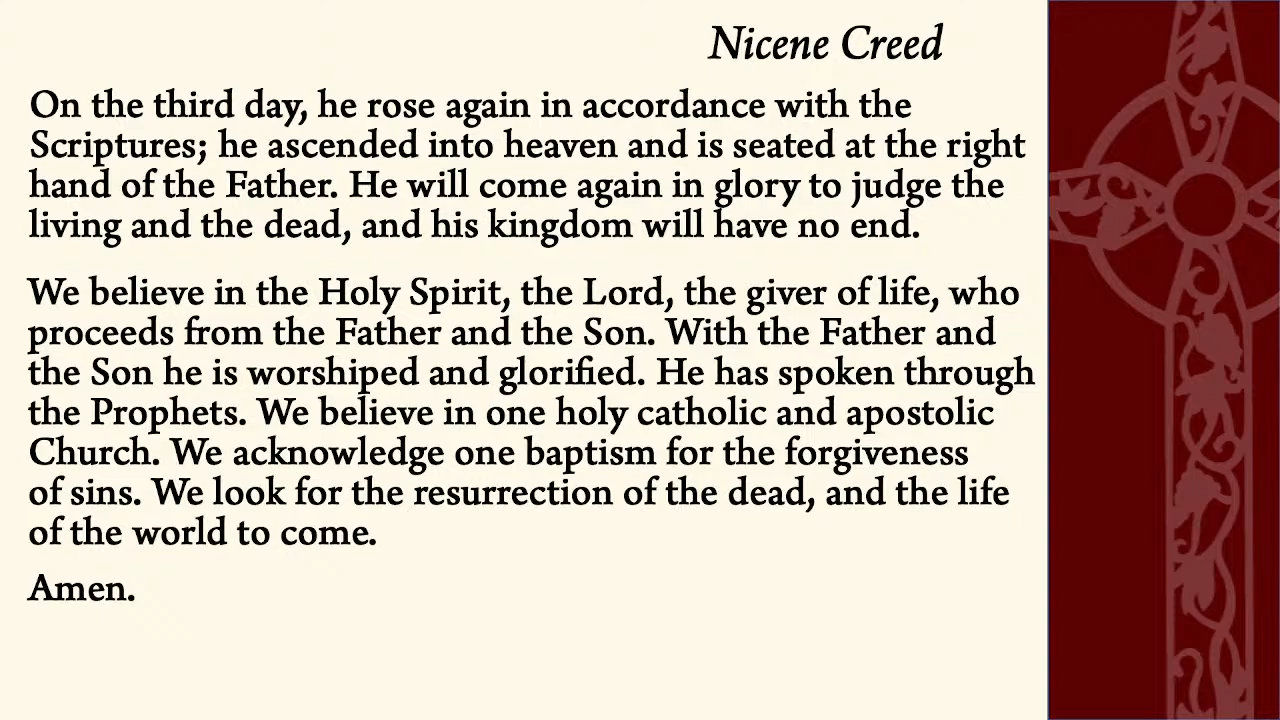 Nicene Creed
On the third day, he rose again in accordance with the
Scriptures; he ascended into heaven and is seated at the right
hand of the Father. He will come again in glory to judge the
living and the dead, and his kingdom will have no end.
We believe in the Holy Spirit, the Lord, the giver of life, who
proceeds from the Father and the Son. With the Father and
the Son he is worshiped and glorified. He has spoken through
the Prophets. We believe in one holy catholic and apostolic
Church. We acknowledge one baptism for the forgiveness
of sins. We look for the resurrection of the dead, and the life
of the world to come.
Amen.